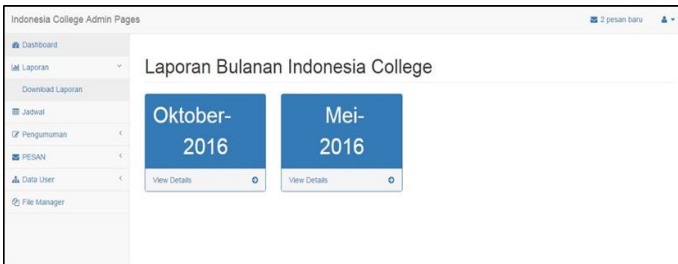 Indonesia College Admin Pages
2 pesan baru
Dashboard
Laporan
Download Laporan
Jadwal
Pengumuman
PESAN
Data User
File Manager
Laporan Bulanan Indonesia College
Oktober-
2016
View Details
Mei-
2016
View Details